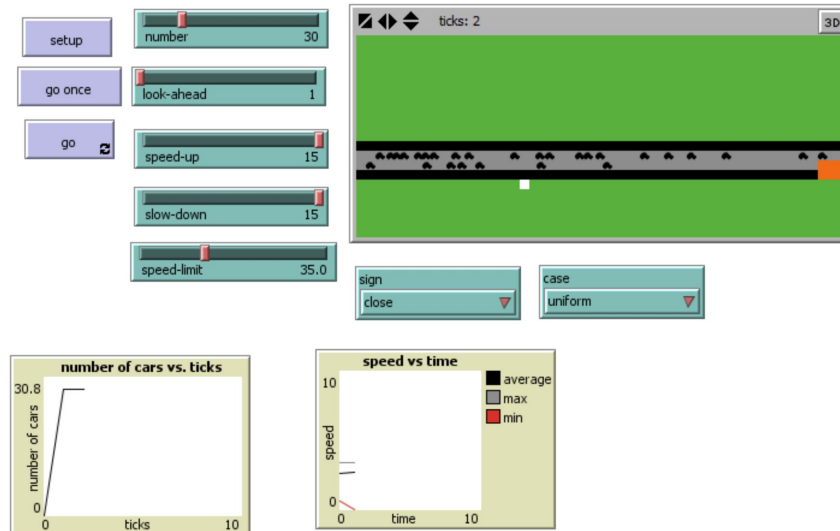 setup
go once
go
number 30
look-ahead 1
speed-up 15
slow-down 15
speed-limit 35.0
ticks: 2
3D
sign
close
case
uniform
number of cars vs. ticks
30.8
number of cars
0
0 ticks 10
speed vs time
10
speed
0
0 time 10
average
max
min